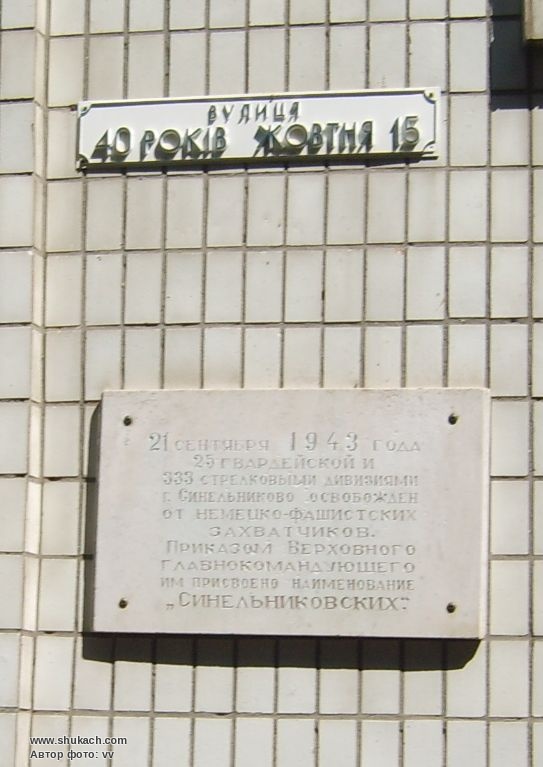 ВУЛИЦЯ
40 РОКІВ ЖОВТНЯ 15
21 СЕНТЯБРЯ 1943 ГОДА
25 ГВАРДЕЙСКОЙ И
333 СТРЕЛКОВЫМИ ДИВИЗИЯМИ
Г. СИНЕЛЬНИКОВО ОСВОБОЖДЕН
ОТ НЕМЕЦКО-ФАШИСТСКИХ
ЗАХВАТЧИКОВ.
ПРИКАЗОМ ВЕРХОВНОГО
ГЛАВНОКОМАНДУЮЩЕГО
ИМ ПРИСВОЕНО НАИМЕНОВАНИЕ
„СИНЕЛЬНИКОВСКИХ".
www.shukach.com
Автор фото: vv